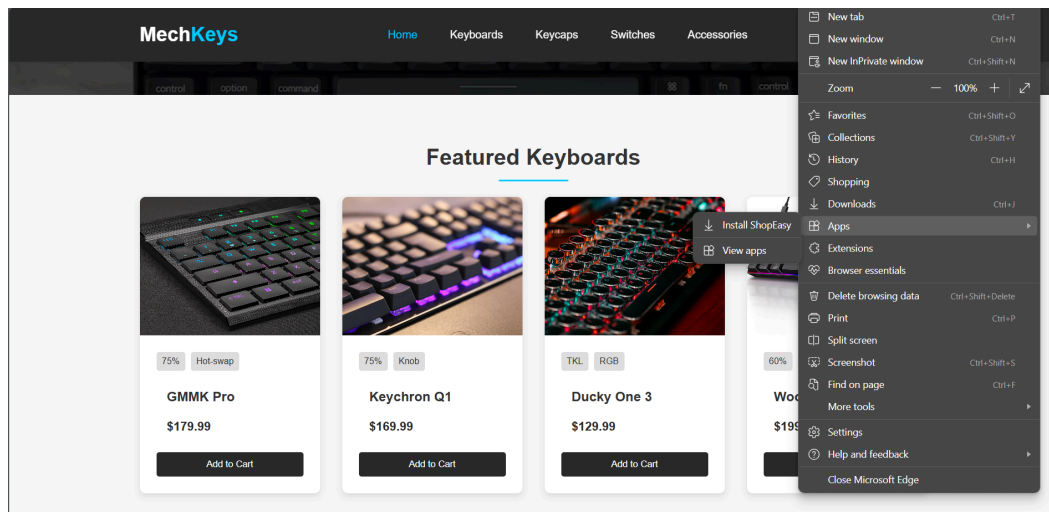 MechKeys
Home Keyboards Keycaps Switches Accessories
control option command ⌘ fn control
Featured Keyboards
75% Hot-swap
GMMK Pro
$179.99
Add to Cart
75% Knob
Keychron Q1
$169.99
Add to Cart
TKL RGB
Ducky One 3
$129.99
Add to Cart
60%
Woo
$199
New tab Ctrl+T
New window Ctrl+N
New InPrivate window Ctrl+Shift+N
Zoom — 100% +
Favorites Ctrl+Shift+O
Collections Ctrl+Shift+Y
History Ctrl+H
Shopping
Downloads Ctrl+J
Apps
Install ShopEasy
View apps
Extensions
Browser essentials
Delete browsing data Ctrl+Shift+Delete
Print Ctrl+P
Split screen
Screenshot Ctrl+Shift+S
Find on page Ctrl+F
More tools
Settings
Help and feedback
Close Microsoft Edge